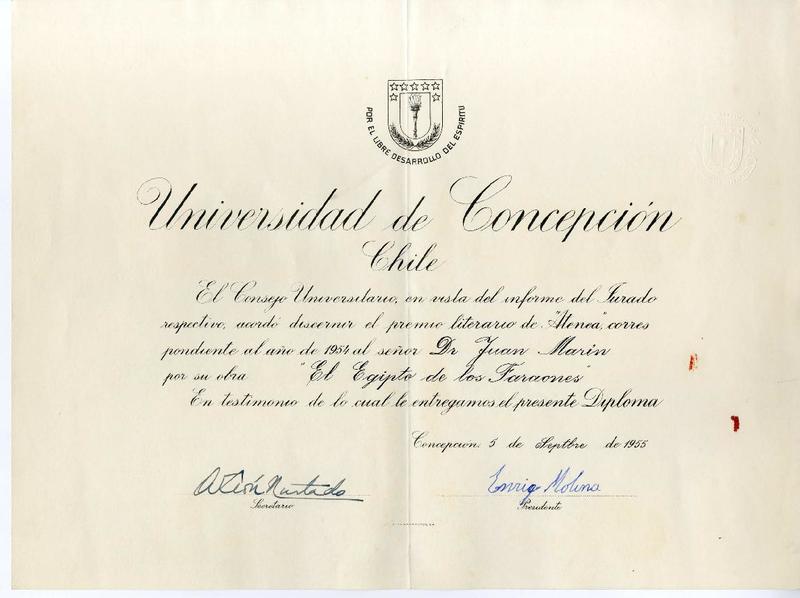 POR EL LIBRE DESARROLLO DEL ESPIRITU
Universidad de Concepción
Chile
El Consejo Universitario, en vista del informe del Jurado
respectivo, acordó discernir el premio literario de "Atenea", corres
pondiente al año de 1954 al señor Dr Juan Marin
por su obra "El Egipto de los Faraones"
En testimonio de lo cual le entregamos el presente Diploma
Concepción, 5 de Septbre de 1955
Enriq Molina
Secretario
Presidente